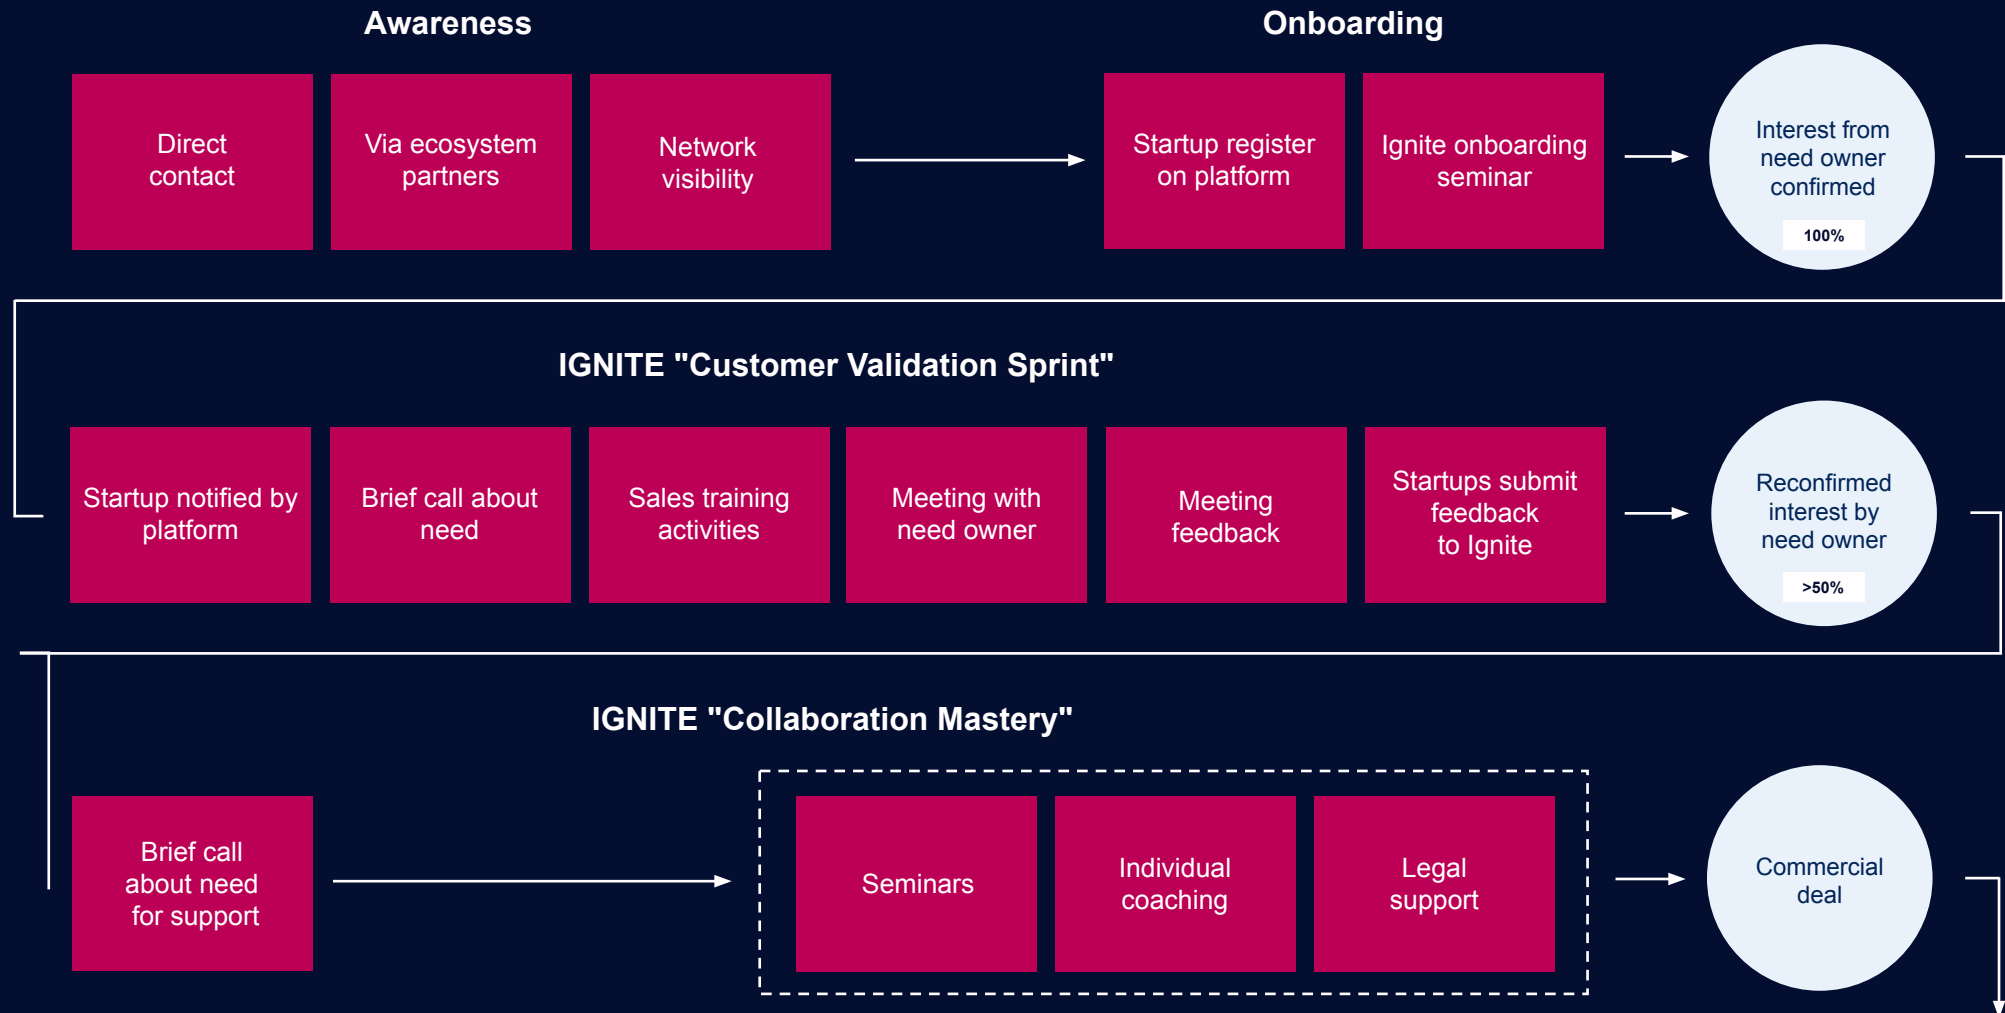 Awareness
Onboarding
Direct
contact
Via ecosystem
partners
Network
visibility
Startup register
on platform
Ignite onboarding
seminar
Interest from
need owner
confirmed
100%
IGNITE "Customer Validation Sprint"
Startup notified by
platform
Brief call about
need
Sales training
activities
Meeting with
need owner
Meeting
feedback
Startups submit
feedback
to Ignite
Reconfirmed
interest by
need owner
>50%
IGNITE "Collaboration Mastery"
Brief call
about need
for support
Seminars
Individual
coaching
Legal
support
Commercial
deal